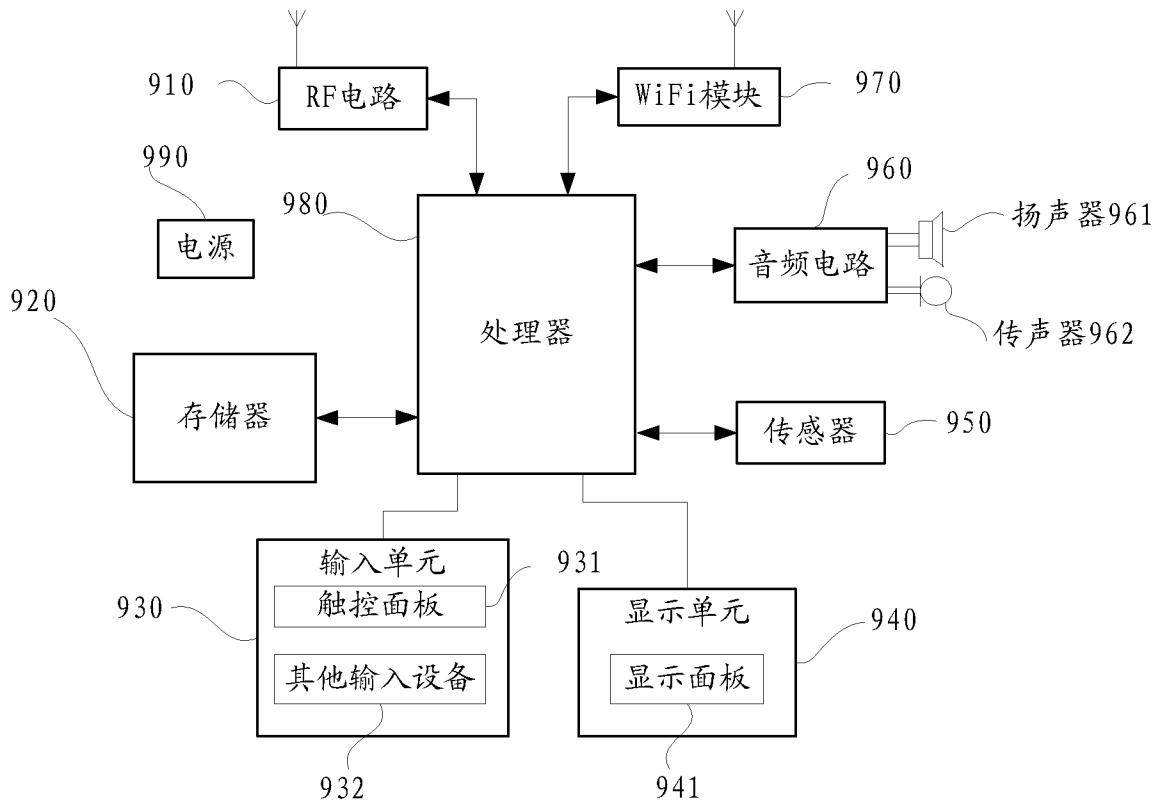 910
RF电路
WiFi模块
970
990
电源
980
960
扬声器961
音频电路
传声器962
920
处理器
存储器
传感器
950
输入单元
931
触控面板
930
其他输入设备
932
显示单元
940
显示面板
941